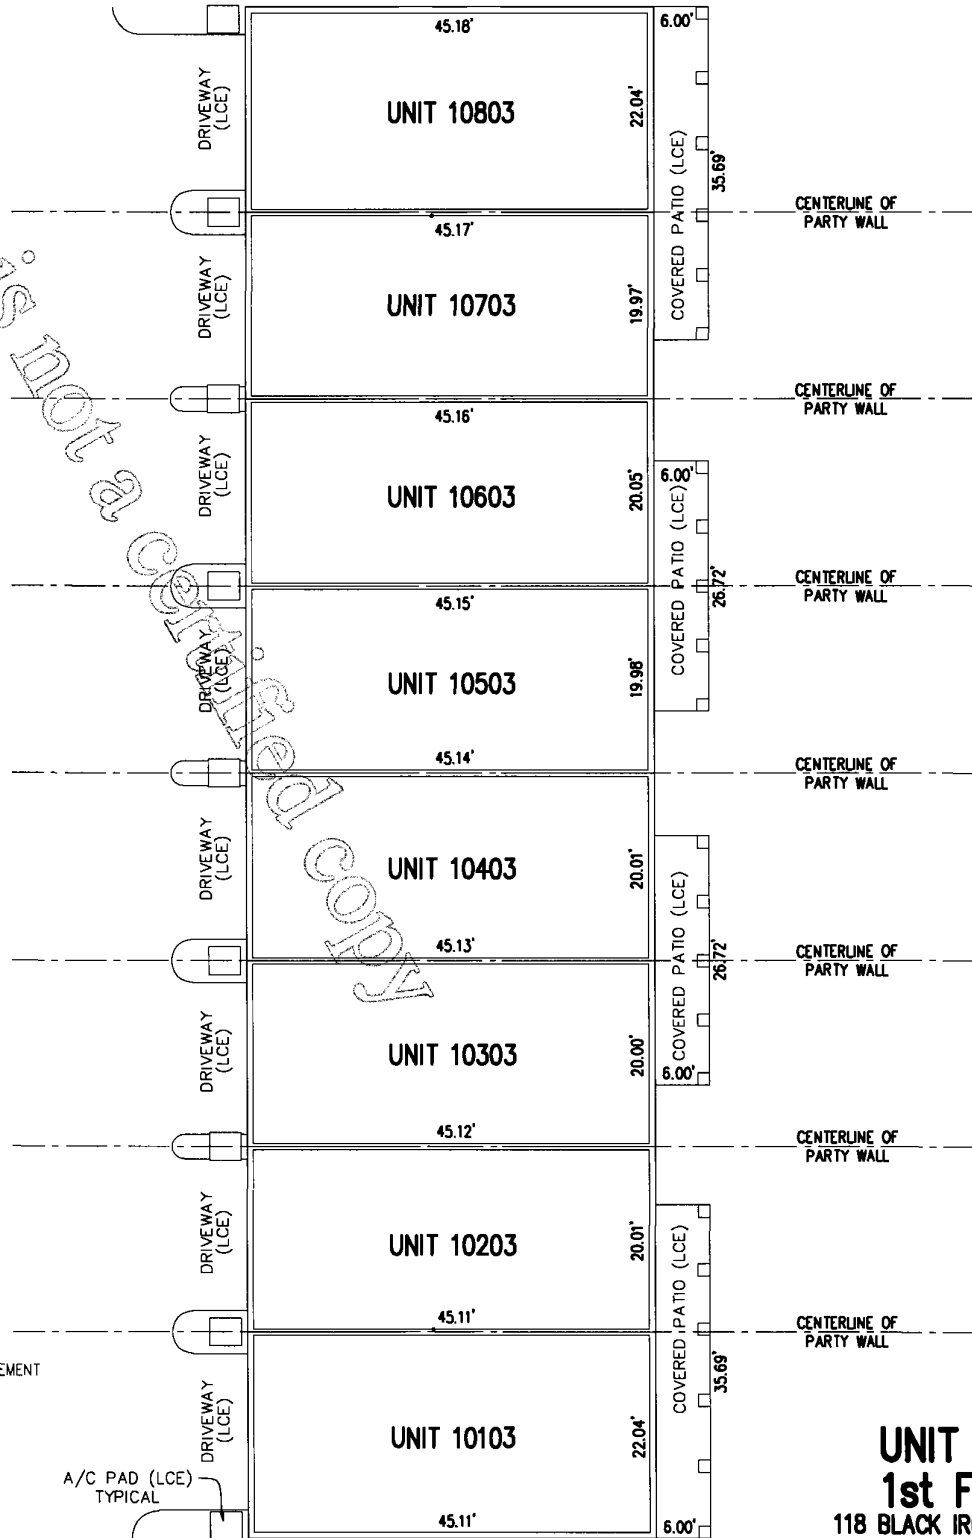 45.18'
6.00'
DRIVEWAY
(LCE)
UNIT 10803
22.04'
COVERED PATIO (LCE)
35.69'
CENTERLINE OF
PARTY WALL
45.17'
DRIVEWAY
(LCE)
UNIT 10703
19.97'
CENTERLINE OF
PARTY WALL
45.16'
6.00'
DRIVEWAY
(LCE)
UNIT 10603
20.05'
COVERED PATIO (LCE)
26.72'
CENTERLINE OF
PARTY WALL
45.15'
DRIVEWAY
(LCE)
UNIT 10503
19.98'
45.14'
CENTERLINE OF
PARTY WALL
DRIVEWAY
(LCE)
UNIT 10403
20.01'
COVERED PATIO (LCE)
26.72'
45.13'
CENTERLINE OF
PARTY WALL
DRIVEWAY
(LCE)
UNIT 10303
20.00'
6.00'
45.12'
CENTERLINE OF
PARTY WALL
DRIVEWAY
(LCE)
UNIT 10203
20.01'
COVERED PATIO (LCE)
35.69'
45.11'
CENTERLINE OF
PARTY WALL
EMENT
DRIVEWAY
(LCE)
UNIT 10103
22.04'
A/C PAD (LCE)
TYPICAL
45.11'
6.00'
UNIT
1st F
118 BLACK IR
is not a certified copy